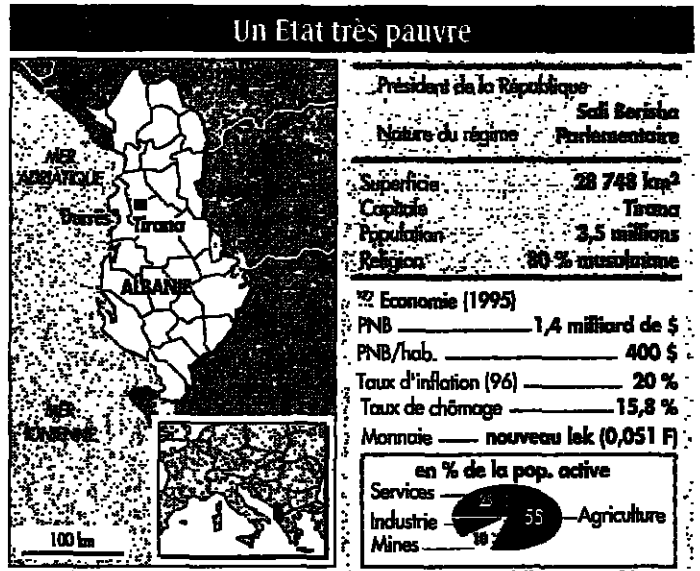 Un Etat très pauvre
MER
ADRIATIQUE
Durrës
Tirana
ALBANIE
MER
IONIENNE
100 km
Président de la République
Sali Berisha
Nature du régime Parlementaire
Superficie 28 748 km²
Capitale Tirana
Population 3,5 millions
Religion 80 % musulmane
Economie (1995)
PNB 1,4 milliard de $
PNB/hab. 400 $
Taux d'inflation (96) 20 %
Taux de chômage 15,8 %
Monnaie nouveau lek (0,051 F)
en % de la pop. active
Services
Industrie 55 Agriculture
Mines 10